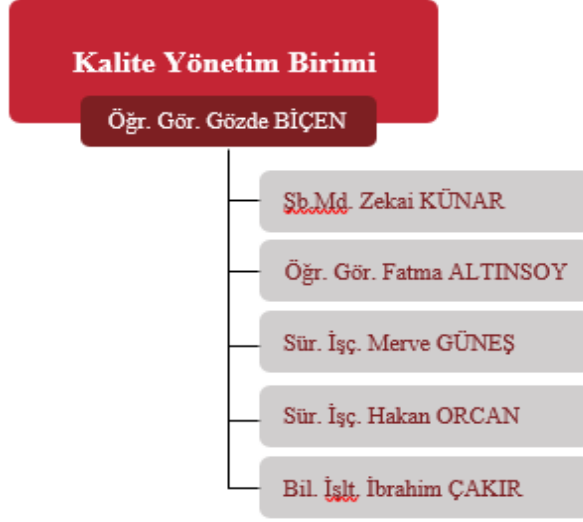 Kalite Yönetim Birimi
Öğr. Gör. Gözde BİÇEN
Şb.Md. Zekai KÜNAR
Öğr. Gör. Fatma ALTINSOY
Sür. İşç. Merve GÜNEŞ
Sür. İşç. Hakan ORCAN
Bil. İşlt. İbrahim ÇAKIR